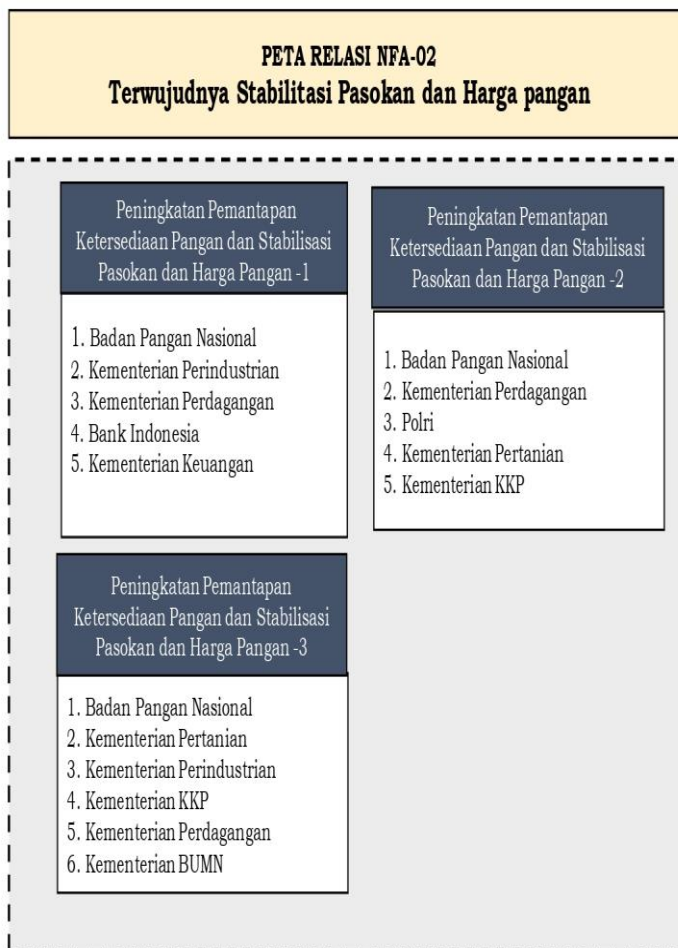 PETA RELASI NFA-02
Terwujudnya Stabilitasi Pasokan dan Harga pangan
Peningkatan Pemantapan
Ketersediaan Pangan dan Stabilisasi
Pasokan dan Harga Pangan -1
1. Badan Pangan Nasional
2. Kementerian Perindustrian
3. Kementerian Perdagangan
4. Bank Indonesia
5. Kementerian Keuangan
Peningkatan Pemantapan
Ketersediaan Pangan dan Stabilisasi
Pasokan dan Harga Pangan -2
1. Badan Pangan Nasional
2. Kementerian Perdagangan
3. Polri
4. Kementerian Pertanian
5. Kementerian KKP
Peningkatan Pemantapan
Ketersediaan Pangan dan Stabilisasi
Pasokan dan Harga Pangan -3
1. Badan Pangan Nasional
2. Kementerian Pertanian
3. Kementerian Perindustrian
4. Kementerian KKP
5. Kementerian Perdagangan
6. Kementerian BUMN